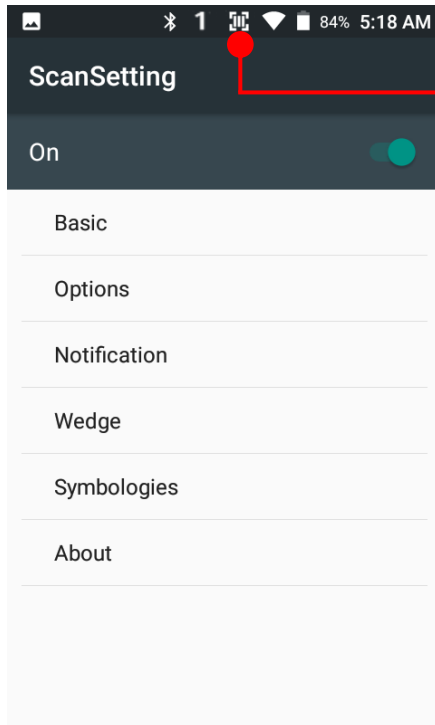 1 84% 5:18 AM
ScanSetting
On
Basic
Options
Notification
Wedge
Symbologies
About